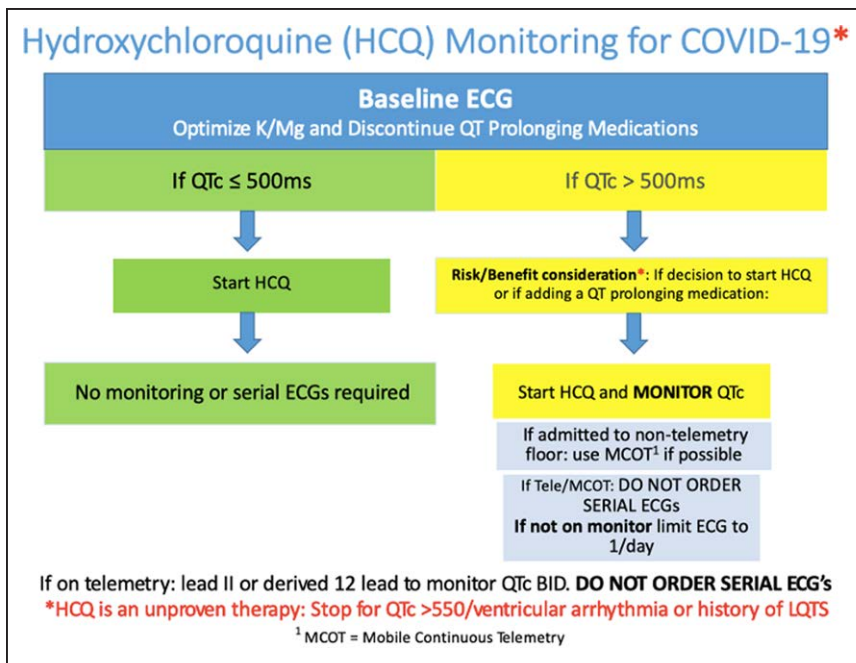 Hydroxychloroquine (HCQ) Monitoring for COVID-19*
Baseline ECG
Optimize K/Mg and Discontinue QT Prolonging Medications
If QTc ≤ 500ms
If QTc > 500ms
Start HCQ
Risk/Benefit consideration*: If decision to start HCQ
or if adding a QT prolonging medication:
No monitoring or serial ECGs required
Start HCQ and MONITOR QTc
If admitted to non-telemetry
floor: use MCOT¹ if possible
If Tele/MCOT: DO NOT ORDER
SERIAL ECGs
If not on monitor limit ECG to
1/day
If on telemetry: lead II or derived 12 lead to monitor QTc BID. DO NOT ORDER SERIAL ECG's
*HCQ is an unproven therapy: Stop for QTc >550/ventricular arrhythmia or history of LQTS
¹ MCOT = Mobile Continuous Telemetry